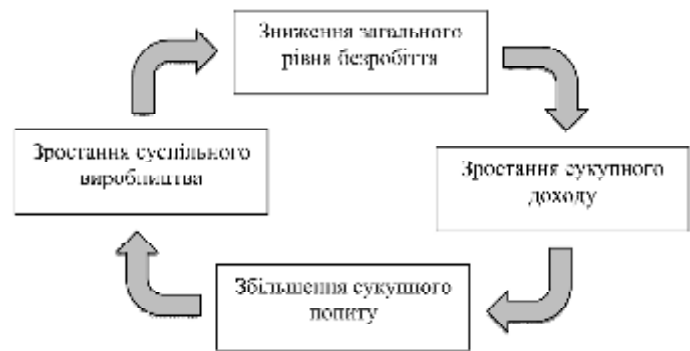 Зниження загального
рівня безробіття
Зростання сукупного
доходу
Збільшення сукупного
попиту
Зростання суспільного
виробництва